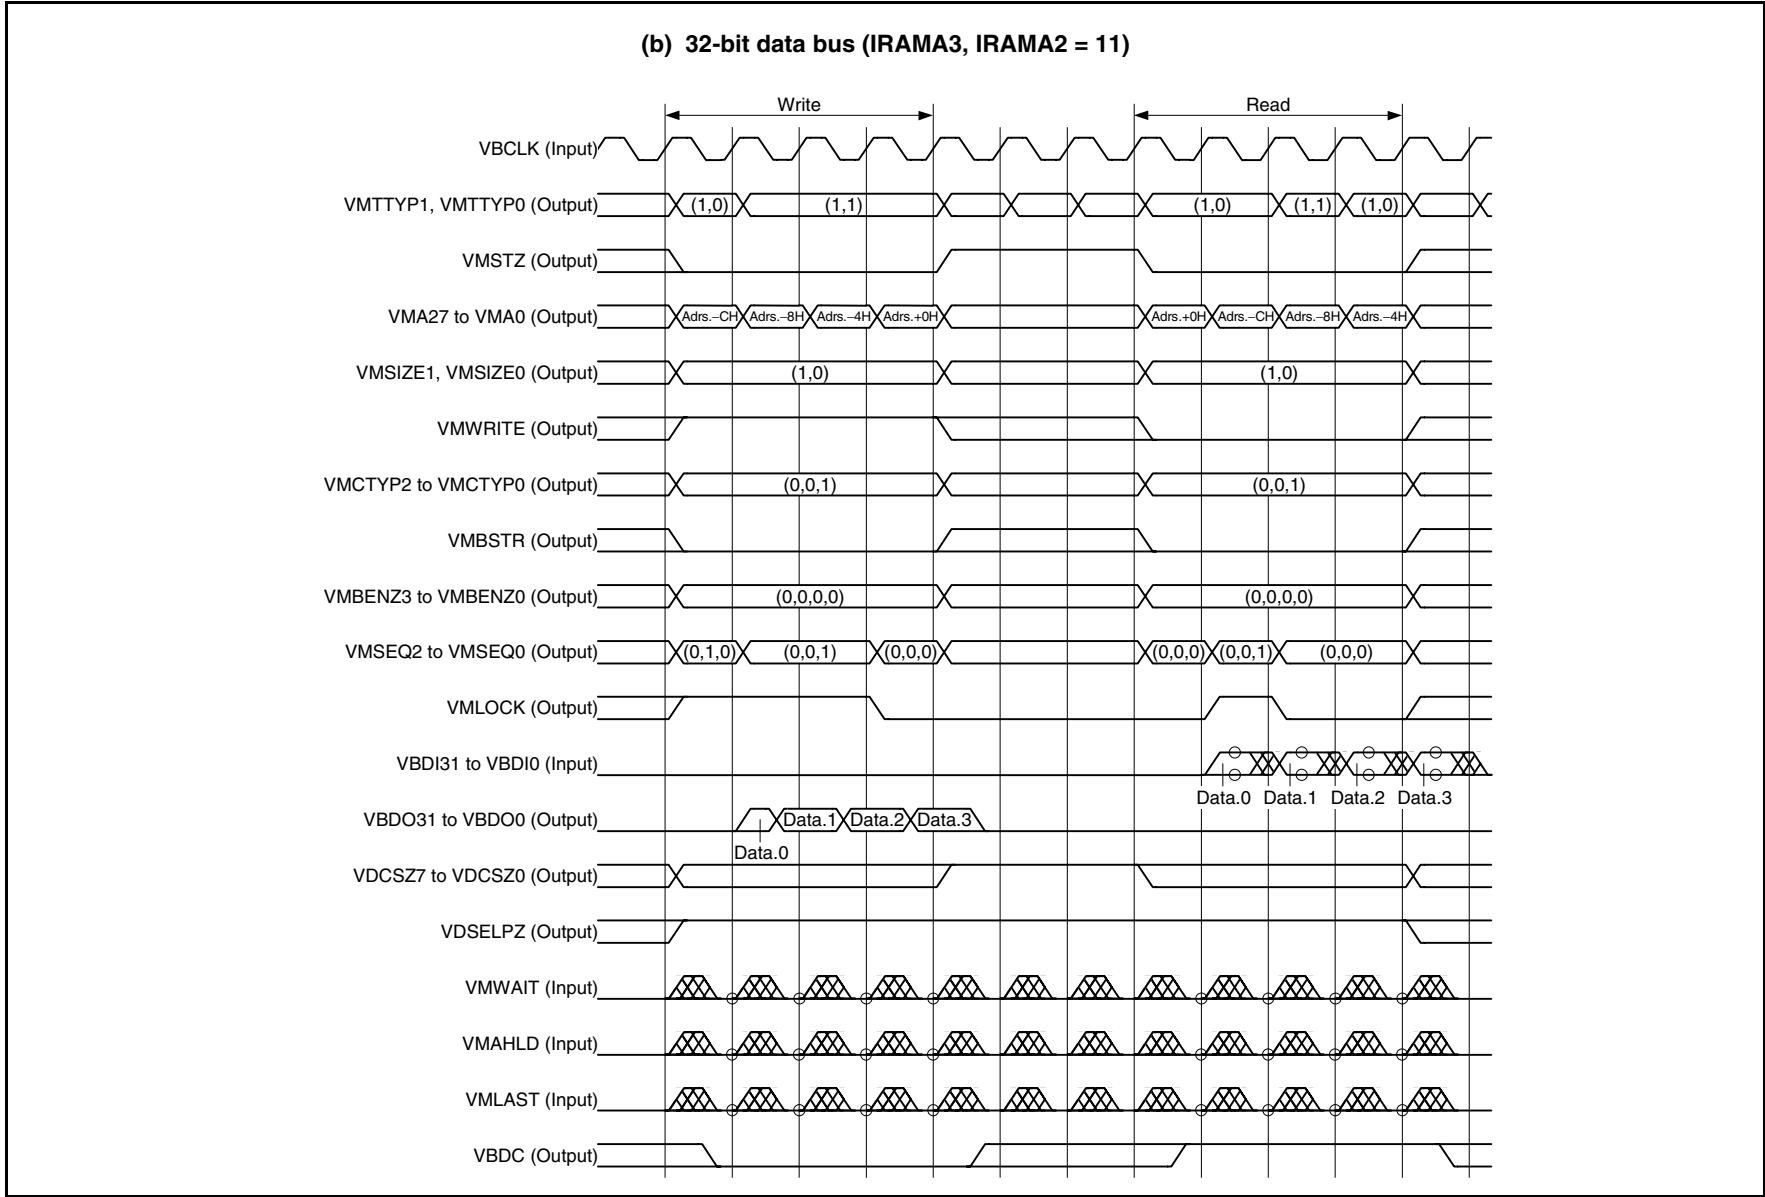 (b) 32-bit data bus (IRAMA3, IRAMA2 = 11)
Write Read
VBCLK (Input)
VMTTYP1, VMTTYP0 (Output) (1,0) (1,1) (1,0) (1,1) (1,0)
VMSTZ (Output)
VMA27 to VMA0 (Output) Adrs.–CH Adrs.–8H Adrs.–4H Adrs.+0H Adrs.+0H Adrs.–CH Adrs.–8H Adrs.–4H
VMSIZE1, VMSIZE0 (Output) (1,0) (1,0)
VMWRITE (Output)
VMCTYP2 to VMCTYP0 (Output) (0,0,1) (0,0,1)
VMBSTR (Output)
VMBENZ3 to VMBENZ0 (Output) (0,0,0,0) (0,0,0,0)
VMSEQ2 to VMSEQ0 (Output) (0,1,0) (0,0,1) (0,0,0) (0,0,0) (0,0,1) (0,0,0)
VMLOCK (Output)
VBDI31 to VBDI0 (Input)
Data.0 Data.1 Data.2 Data.3
VBDO31 to VBDO0 (Output) Data.1 Data.2 Data.3
Data.0
VDCSZ7 to VDCSZ0 (Output)
VDSELPZ (Output)
VMWAIT (Input)
VMAHLD (Input)
VMLAST (Input)
VBDC (Output)